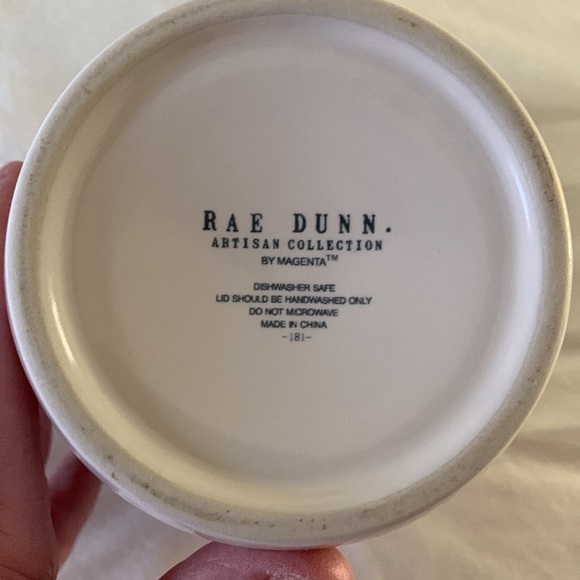 RAE DUNN.
ARTISAN COLLECTION
BY MAGENTA™
DISHWASHER SAFE
LID SHOULD BE HANDWASHED ONLY
DO NOT MICROWAVE
MADE IN CHINA
-181-